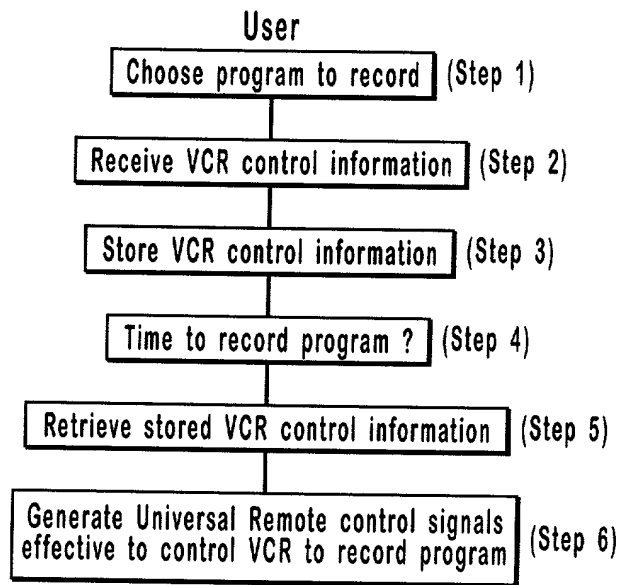 User
Choose program to record (Step 1)
Receive VCR control information (Step 2)
Store VCR control information (Step 3)
Time to record program ? (Step 4)
Retrieve stored VCR control information (Step 5)
Generate Universal Remote control signals
effective to control VCR to record program (Step 6)